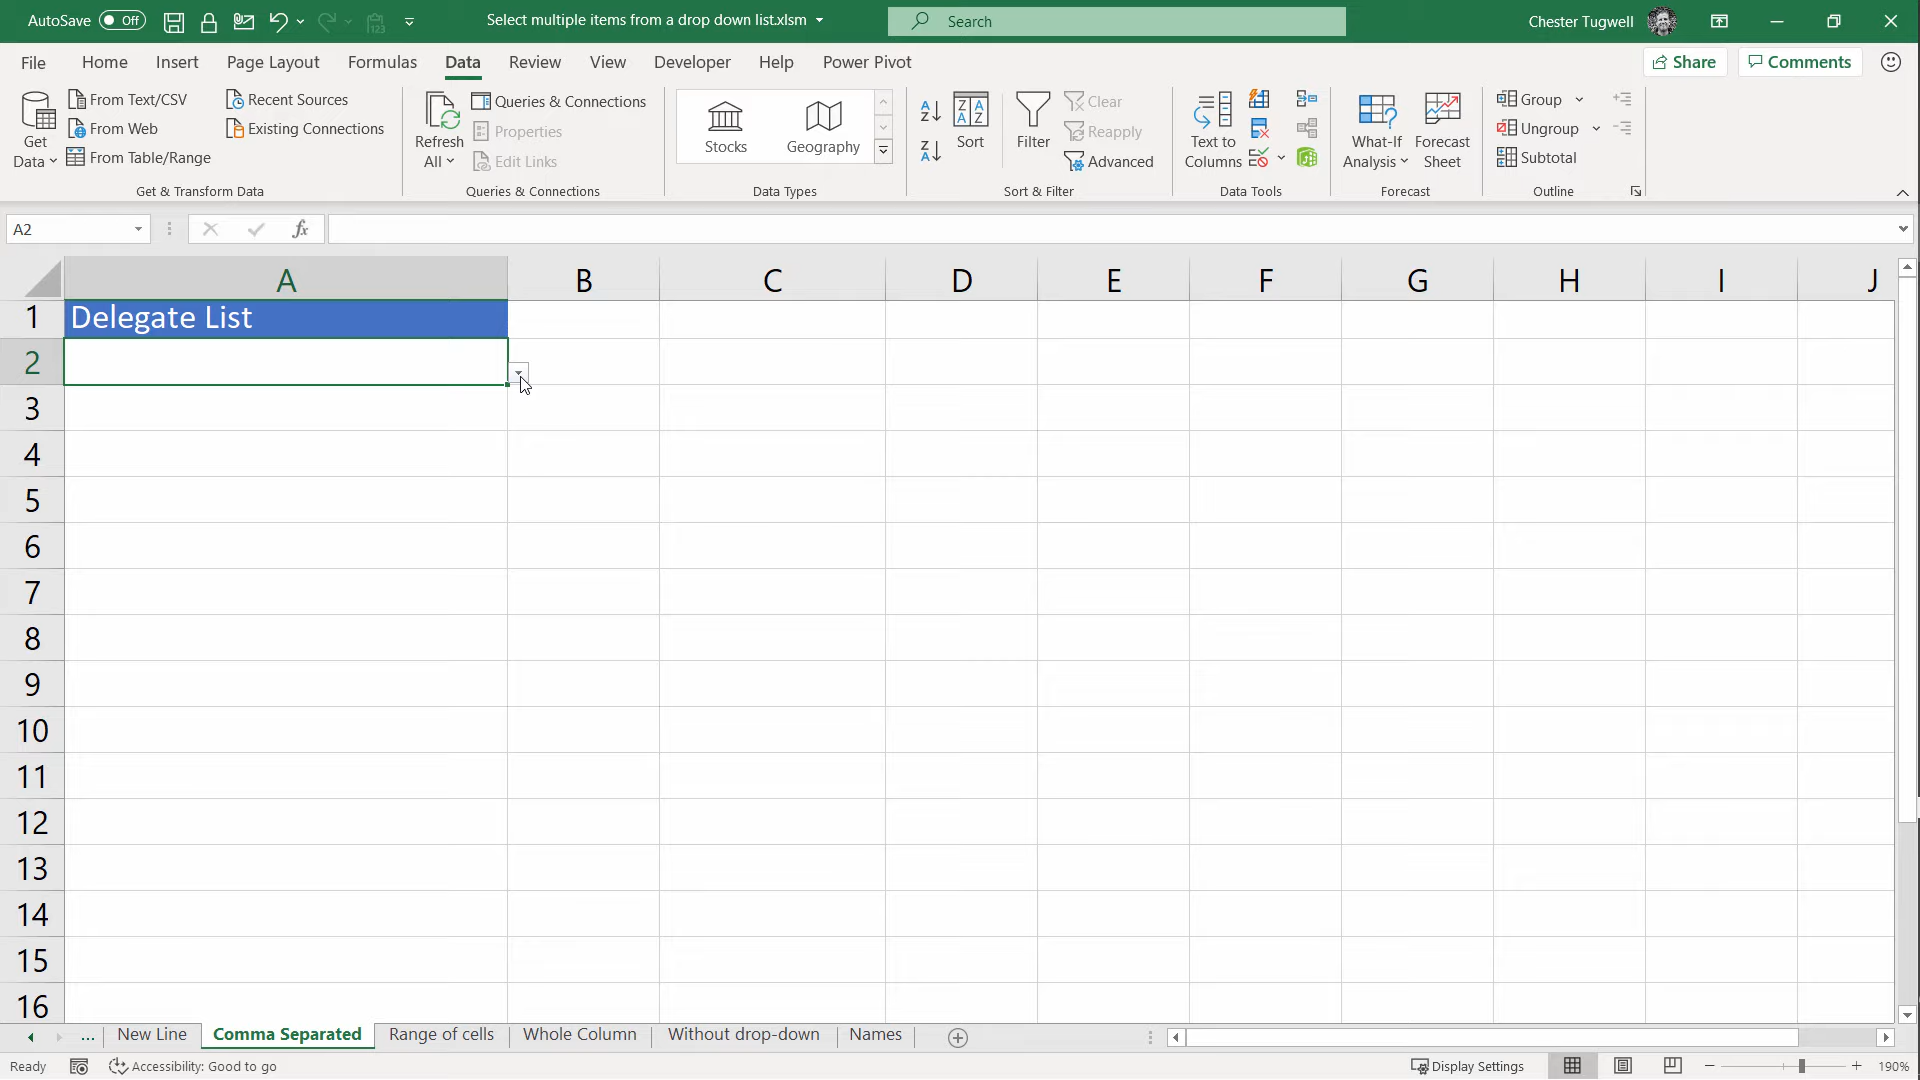 AutoSave Off Select multiple items from a drop down list.xlsm Search Chester Tugwell
File Home Insert Page Layout Formulas Data Review View Developer Help Power Pivot Share Comments
Get Data
From Text/CSV
From Web
From Table/Range
Recent Sources
Existing Connections
Get & Transform Data
Refresh All
Queries & Connections
Properties
Edit Links
Queries & Connections
Stocks Geography
Data Types
Sort
Filter
Clear
Reapply
Advanced
Sort & Filter
Text to Columns
Data Tools
What-If Analysis
Forecast Sheet
Forecast
Group
Ungroup
Subtotal
Outline
A2 fx
A B C D E F G H I J
1 Delegate List
2
3
4
5
6
7
8
9
10
11
12
13
14
15
16
... New Line Comma Separated Range of cells Whole Column Without drop-down Names
Ready Accessibility: Good to go Display Settings 190%